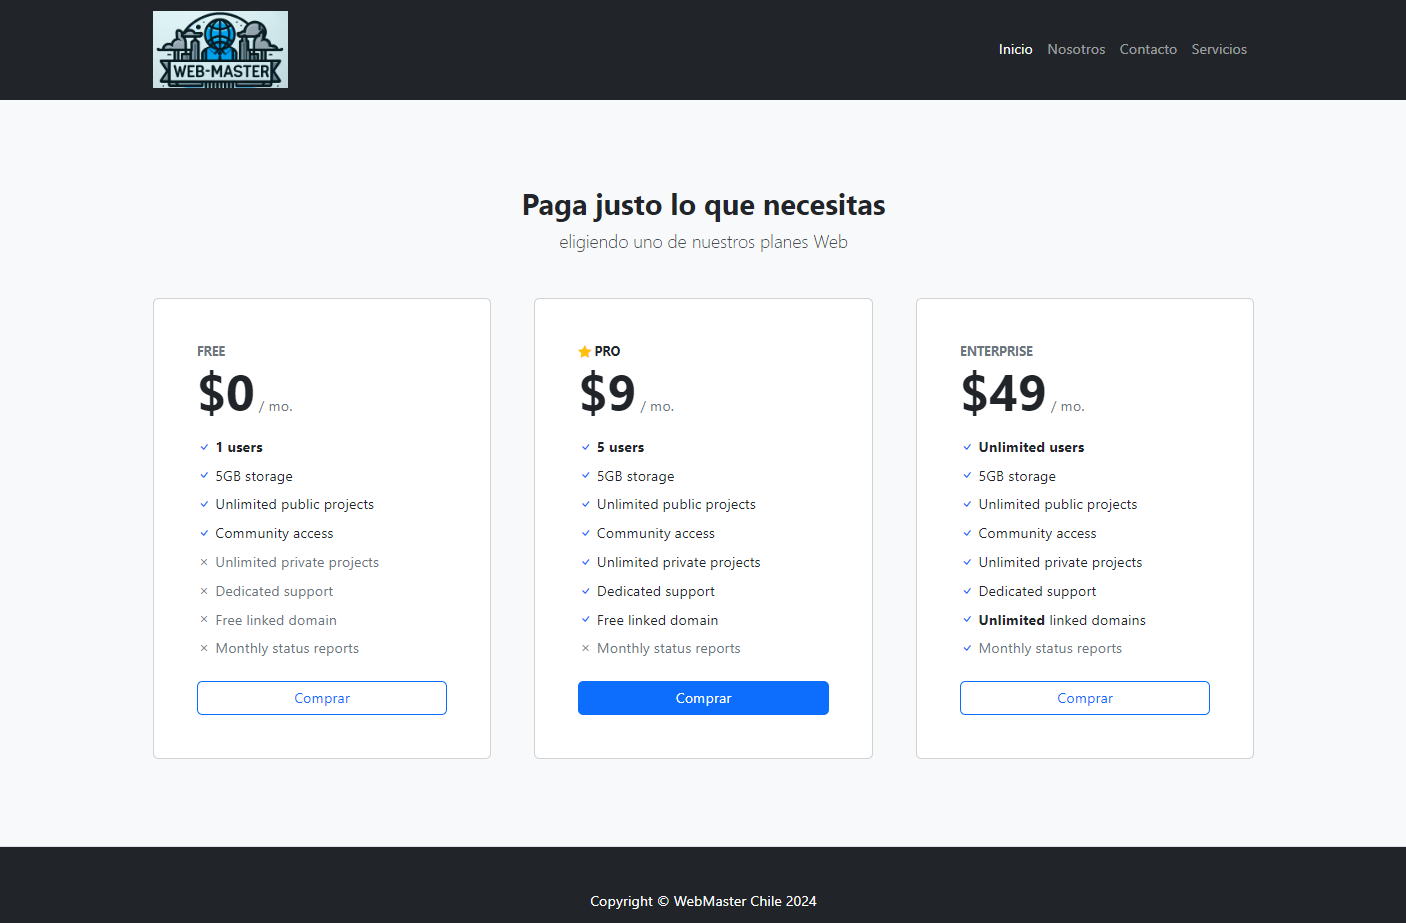 WEB-MASTER
Inicio Nosotros Contacto Servicios
Paga justo lo que necesitas
eligiendo uno de nuestros planes Web
FREE
$0 / mo.
1 users
5GB storage
Unlimited public projects
Community access
Unlimited private projects
Dedicated support
Free linked domain
Monthly status reports
Comprar
PRO
$9 / mo.
5 users
5GB storage
Unlimited public projects
Community access
Unlimited private projects
Dedicated support
Free linked domain
Monthly status reports
Comprar
ENTERPRISE
$49 / mo.
Unlimited users
5GB storage
Unlimited public projects
Community access
Unlimited private projects
Dedicated support
Unlimited linked domains
Monthly status reports
Comprar
Copyright © WebMaster Chile 2024